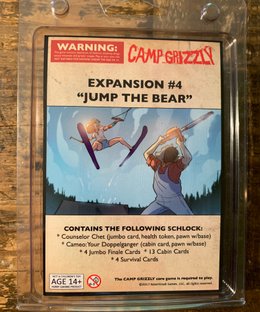 WARNING:
CAMP GRIZZLY
EXPANSION #4
“JUMP THE BEAR”
CONTAINS THE FOLLOWING SCHLOCK:
* Counselor Chet (jumbo card, health token, pawn w/base)
* Cameo: Your Doppelganger (cabin card, pawn w/base)
* 4 Jumbo Finale Cards * 13 Cabin Cards
* 4 Survival Cards
AGE 14+
The CAMP GRIZZLY core game is required to play.